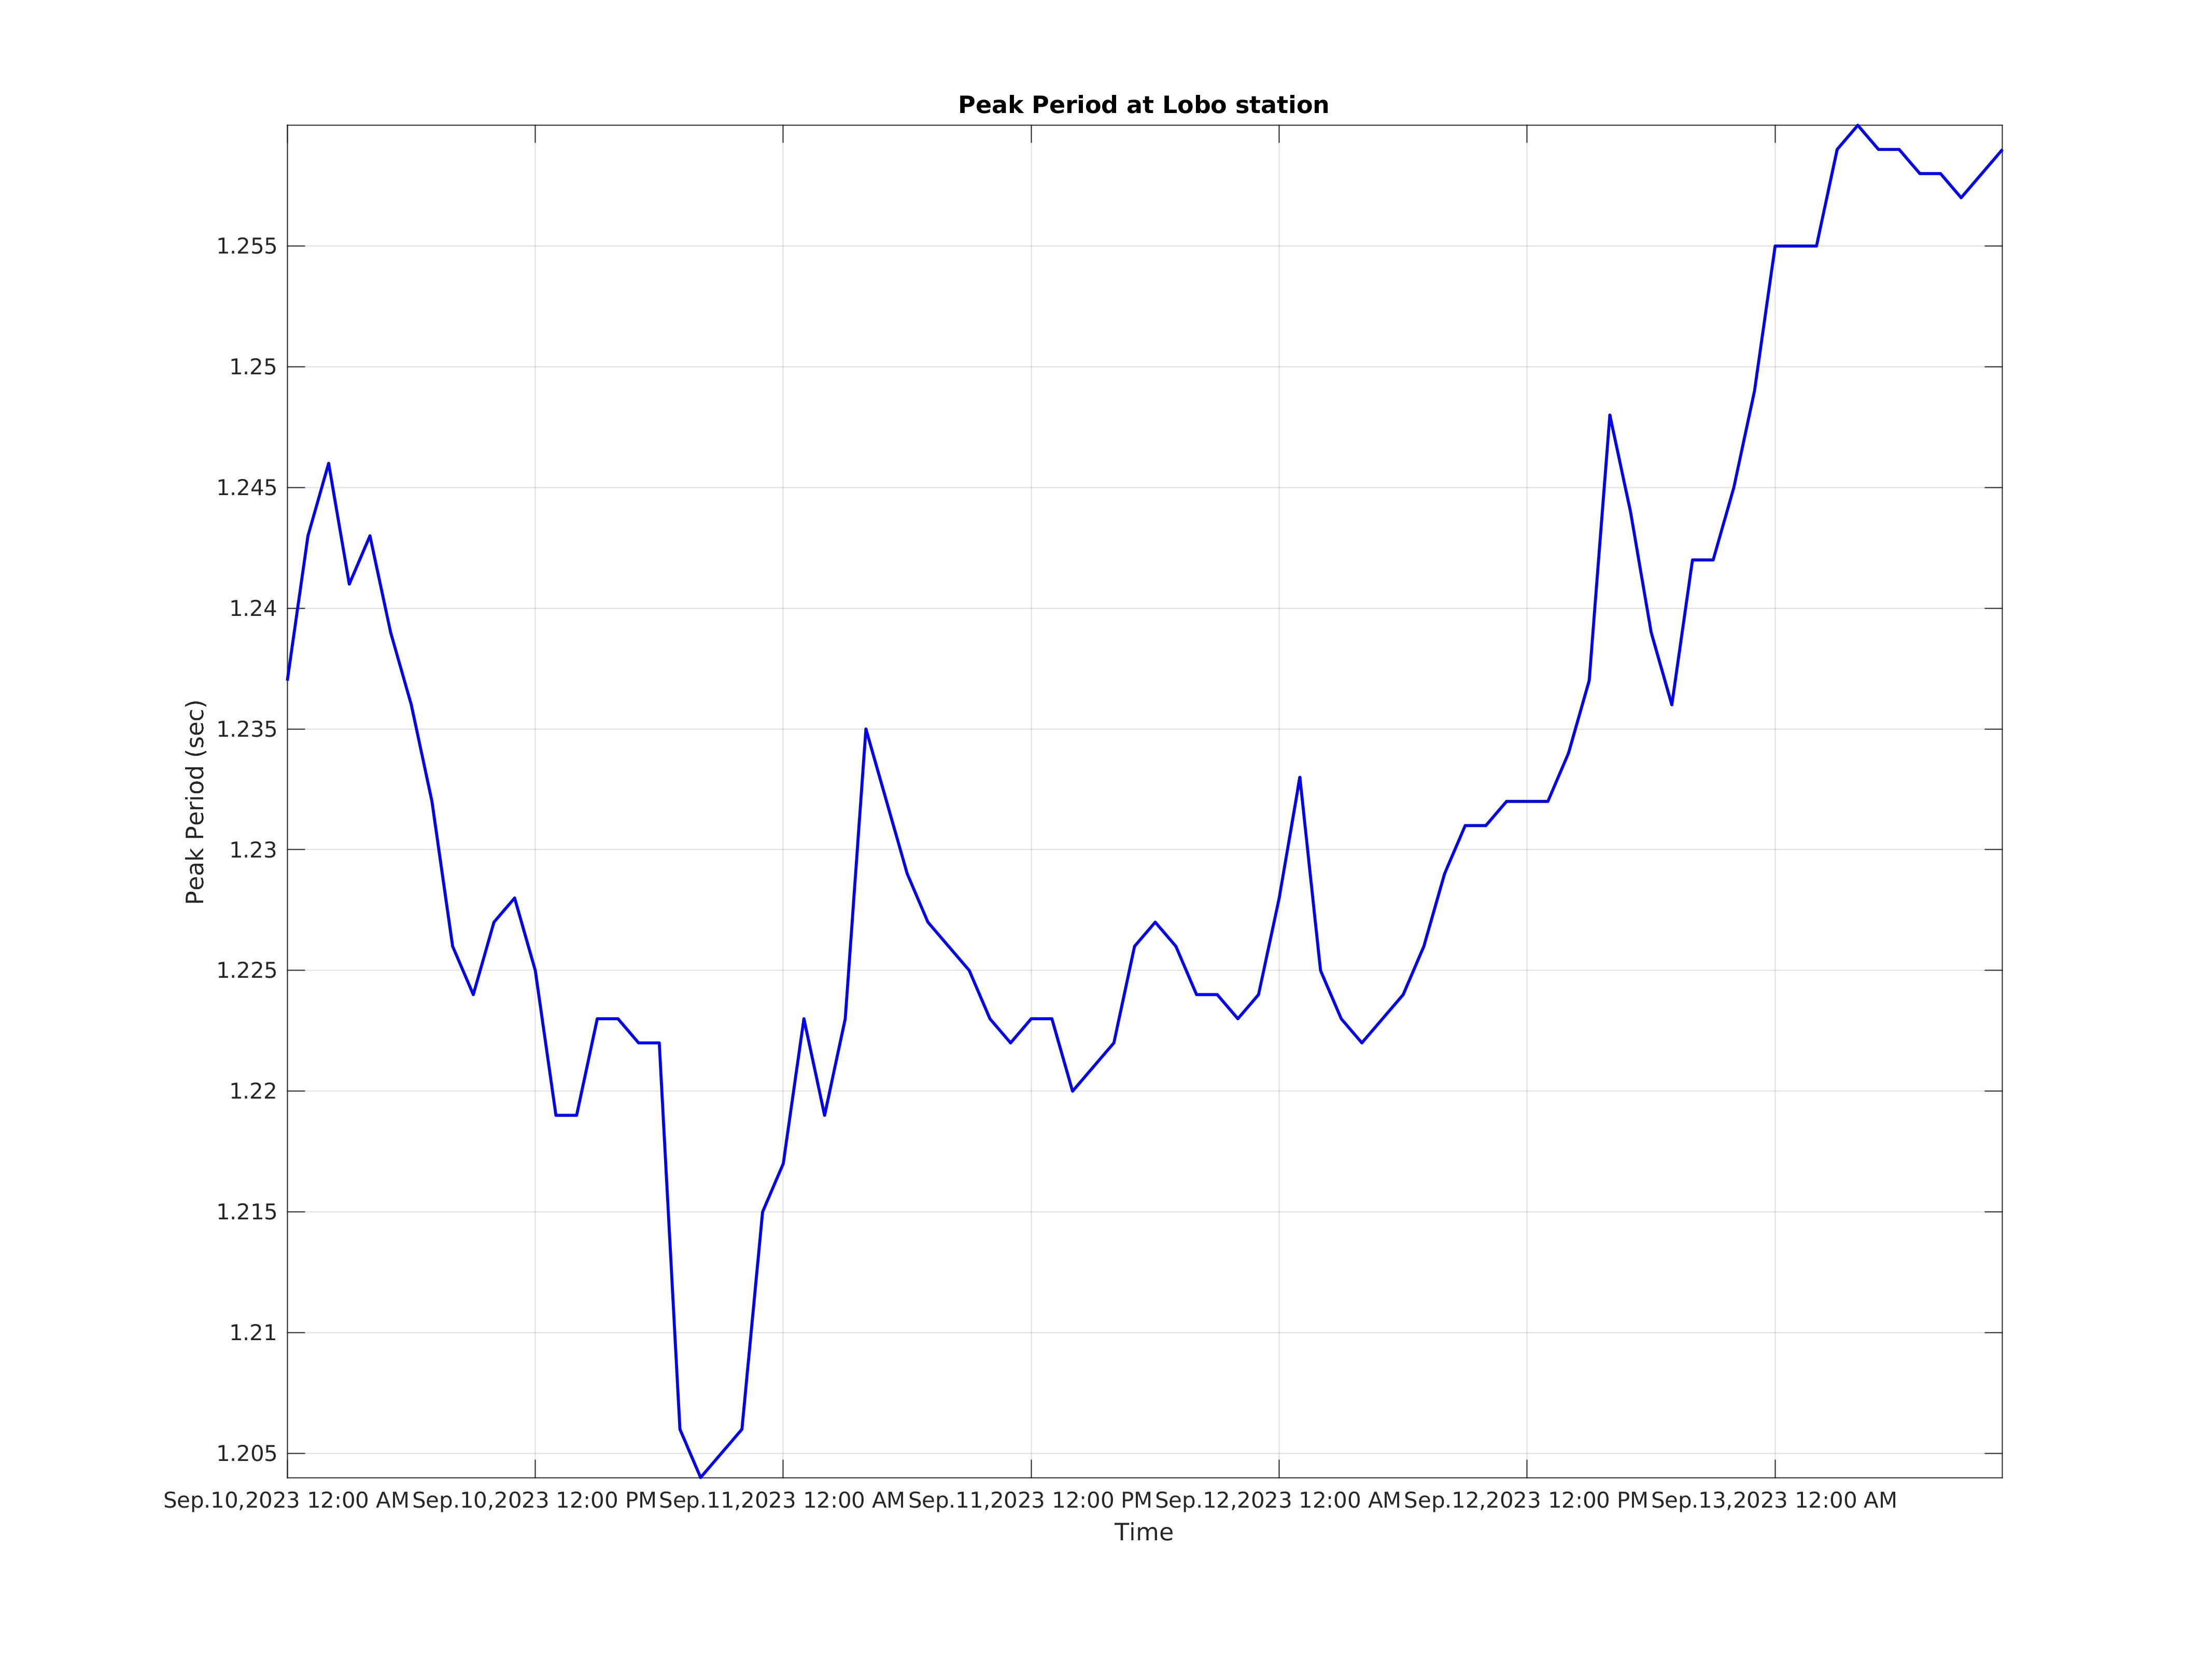 Peak Period at Lobo station
1.255
1.25
1.245
1.24
1.235
1.23
1.225
1.22
1.215
1.21
1.205
Peak Period (sec)
Sep.10,2023 12:00 AM Sep.10,2023 12:00 PM Sep.11,2023 12:00 AM Sep.11,2023 12:00 PM Sep.12,2023 12:00 AM Sep.12,2023 12:00 PM Sep.13,2023 12:00 AM
Time